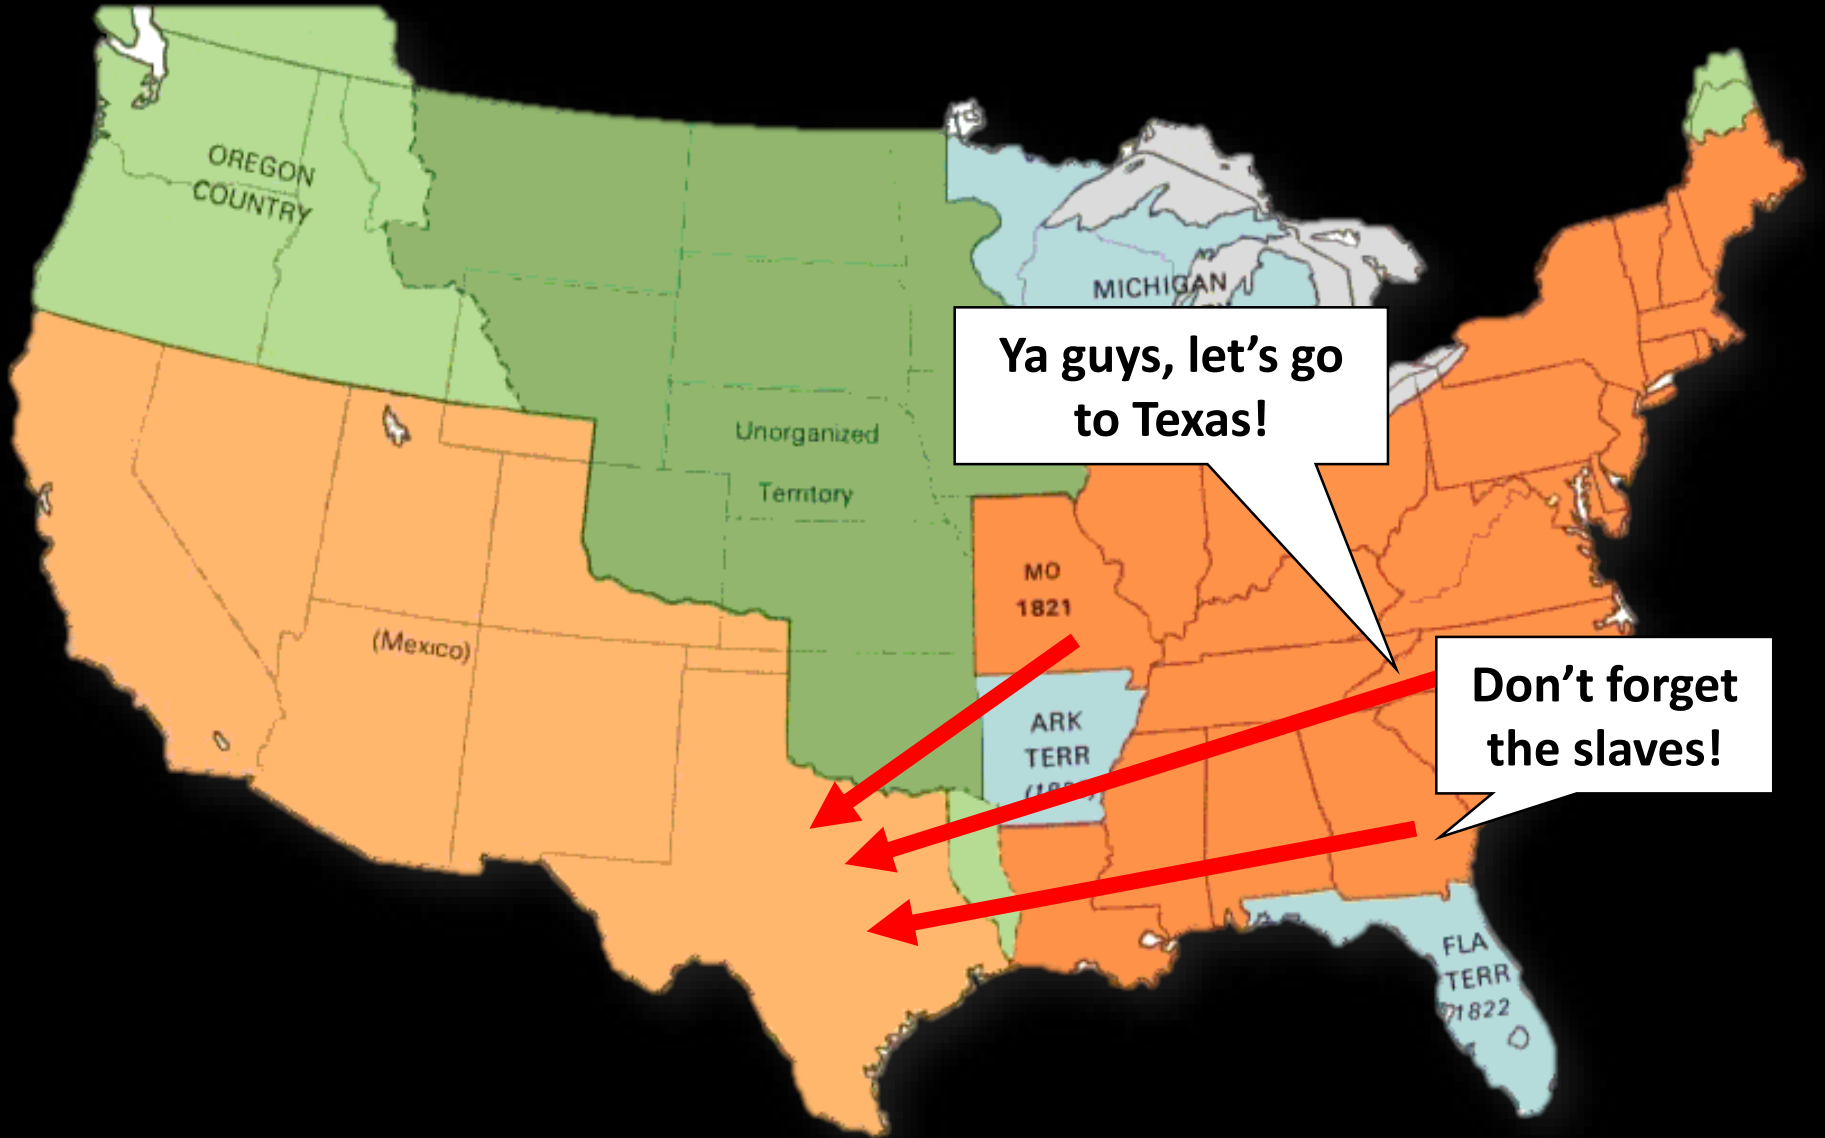 OREGON
COUNTRY
MICHIGAN
Ya guys, let's go
to Texas!
Unorganized
Territory
MO
1821
(Mexico)
Don't forget
the slaves!
ARK
TERR
FLA
TERR
1822